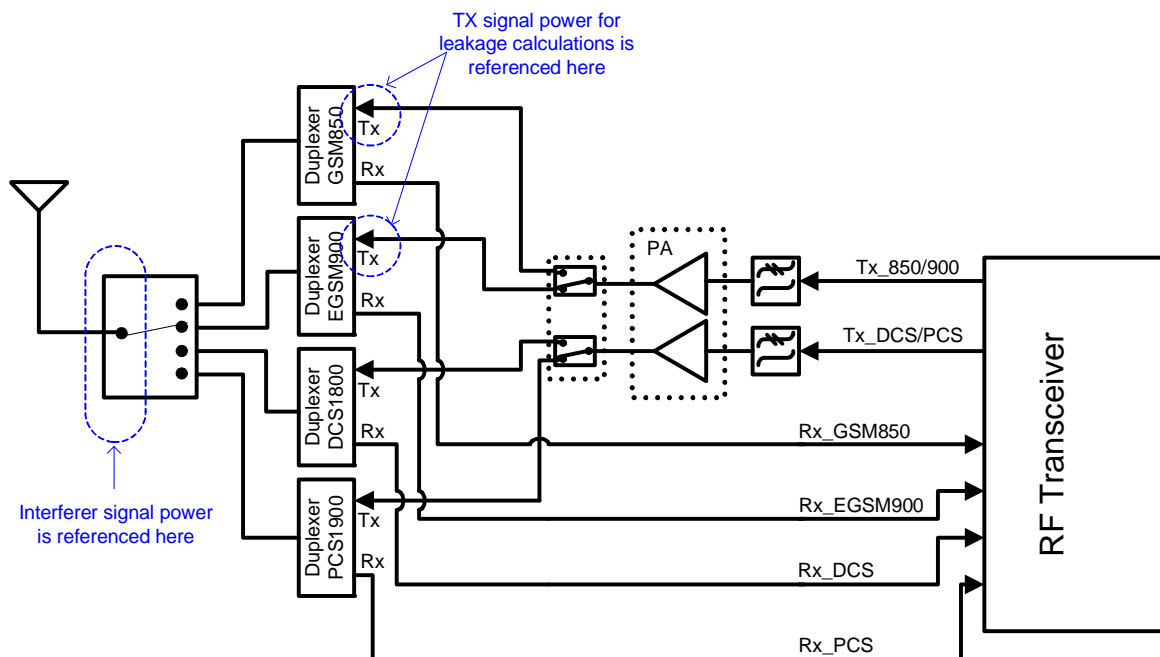 TX signal power for
leakage calculations is
referenced here
Duplexer
GSM850
Tx
Rx
Duplexer
EGSM900
Tx
Rx
PA
Tx_850/900
Tx_DCS/PCS
Duplexer
DCS1800
Tx
Rx
Rx_GSM850
Duplexer
PCS1900
Tx
Rx
Rx_EGSM900
Rx_DCS
Rx_PCS
RF Transceiver
Interferer signal power
is referenced here